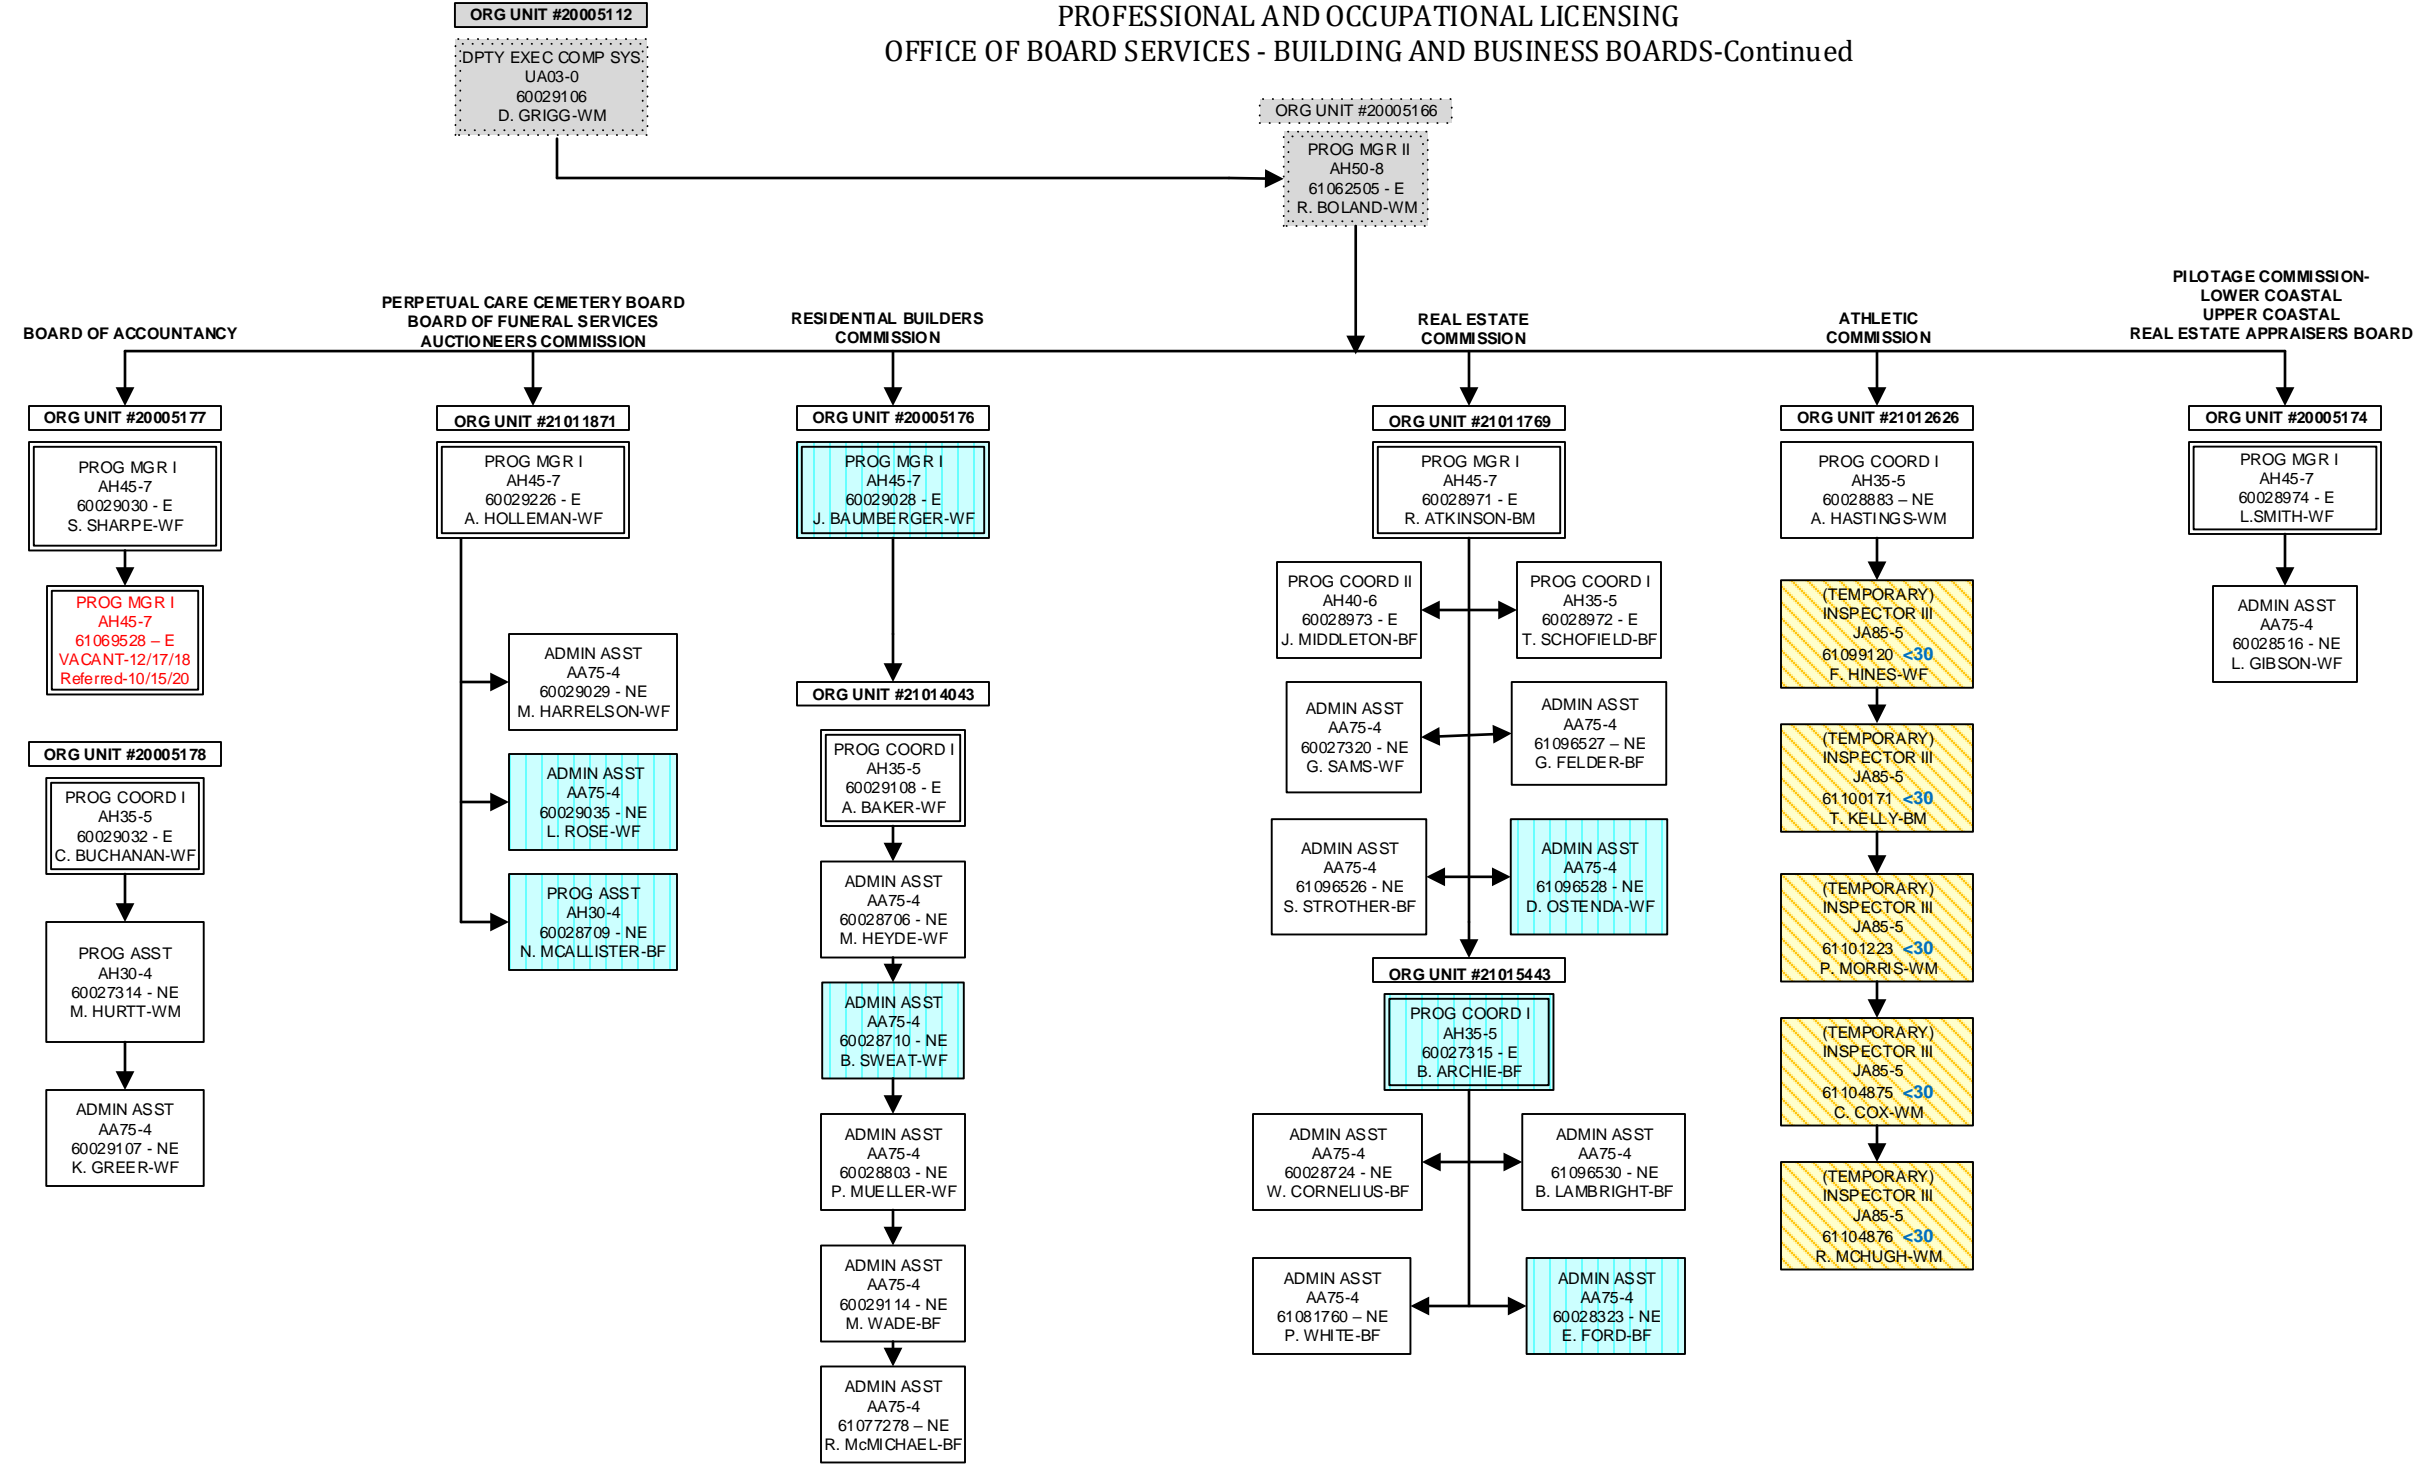 ORG UNIT #20005112
PROFESSIONAL AND OCCUPATIONAL LICENSING
OFFICE OF BOARD SERVICES - BUILDING AND BUSINESS BOARDS-Continued
DPTY EXEC COMP SYS
UA03-0
60029106
D. GRIGG-WM
ORG UNIT #20005166
PROG MGR II
AH50-8
61062505 - E
R. BOLAND-WM
BOARD OF ACCOUNTANCY
ORG UNIT #20005177
PROG MGR I
AH45-7
60029030 - E
S. SHARPE-WF
PROG MGR I
AH45-7
61069528 – E
VACANT-12/17/18
Referred-10/15/20
ORG UNIT #20005178
PROG COORD I
AH35-5
60029032 - E
C. BUCHANAN-WF
PROG ASST
AH30-4
60027314 - NE
M. HURTT-WM
ADMIN ASST
AA75-4
60029107 - NE
K. GREER-WF
PERPETUAL CARE CEMETERY BOARD
BOARD OF FUNERAL SERVICES
AUCTIONEERS COMMISSION
ORG UNIT #21011871
PROG MGR I
AH45-7
60029226 - E
A. HOLLEMAN-WF
ADMIN ASST
AA75-4
60029029 - NE
M. HARRELSON-WF
ADMIN ASST
AA75-4
60029035 - NE
L. ROSE-WF
PROG ASST
AH30-4
60028709 - NE
N. MCALLISTER-BF
RESIDENTIAL BUILDERS
COMMISSION
ORG UNIT #20005176
PROG MGR I
AH45-7
60029028 - E
J. BAUMBERGER-WF
ORG UNIT #21014043
PROG COORD I
AH35-5
60029108 - E
A. BAKER-WF
ADMIN ASST
AA75-4
60028706 - NE
M. HEYDE-WF
ADMIN ASST
AA75-4
60028710 - NE
B. SWEAT-WF
ADMIN ASST
AA75-4
60028803 - NE
P. MUELLER-WF
ADMIN ASST
AA75-4
60029114 - NE
M. WADE-BF
ADMIN ASST
AA75-4
61077278 – NE
R. McMICHAEL-BF
REAL ESTATE
COMMISSION
ORG UNIT #21011769
PROG MGR I
AH45-7
60028971 - E
R. ATKINSON-BM
PROG COORD II
AH40-6
60028973 - E
J. MIDDLETON-BF
PROG COORD I
AH35-5
60028972 - E
T. SCHOFIELD-BF
ADMIN ASST
AA75-4
60027320 - NE
G. SAMS-WF
ADMIN ASST
AA75-4
61096527 – NE
G. FELDER-BF
ADMIN ASST
AA75-4
61096526 - NE
S. STROTHER-BF
ADMIN ASST
AA75-4
61096528 - NE
D. OSTENDA-WF
ORG UNIT #21015443
PROG COORD I
AH35-5
60027315 - E
B. ARCHIE-BF
ADMIN ASST
AA75-4
60028724 - NE
W. CORNELIUS-BF
ADMIN ASST
AA75-4
61096530 - NE
B. LAMBRIGHT-BF
ADMIN ASST
AA75-4
61081760 – NE
P. WHITE-BF
ADMIN ASST
AA75-4
60028323 - NE
E. FORD-BF
ATHLETIC
COMMISSION
ORG UNIT #21012626
PROG COORD I
AH35-5
60028883 – NE
A. HASTINGS-WM
(TEMPORARY)
INSPECTOR III
JA85-5
61099120 <30
F. HINES-WF
(TEMPORARY)
INSPECTOR III
JA85-5
61100171 <30
T. KELLY-BM
(TEMPORARY)
INSPECTOR III
JA85-5
61101223 <30
P. MORRIS-WM
(TEMPORARY)
INSPECTOR III
JA85-5
61104875 <30
C. COX-WM
(TEMPORARY)
INSPECTOR III
JA85-5
61104876 <30
R. MCHUGH-WM
PILOTAGE COMMISSION-
LOWER COASTAL
UPPER COASTAL
REAL ESTATE APPRAISERS BOARD
ORG UNIT #20005174
PROG MGR I
AH45-7
60028974 - E
L.SMITH-WF
ADMIN ASST
AA75-4
60028516 - NE
L. GIBSON-WF